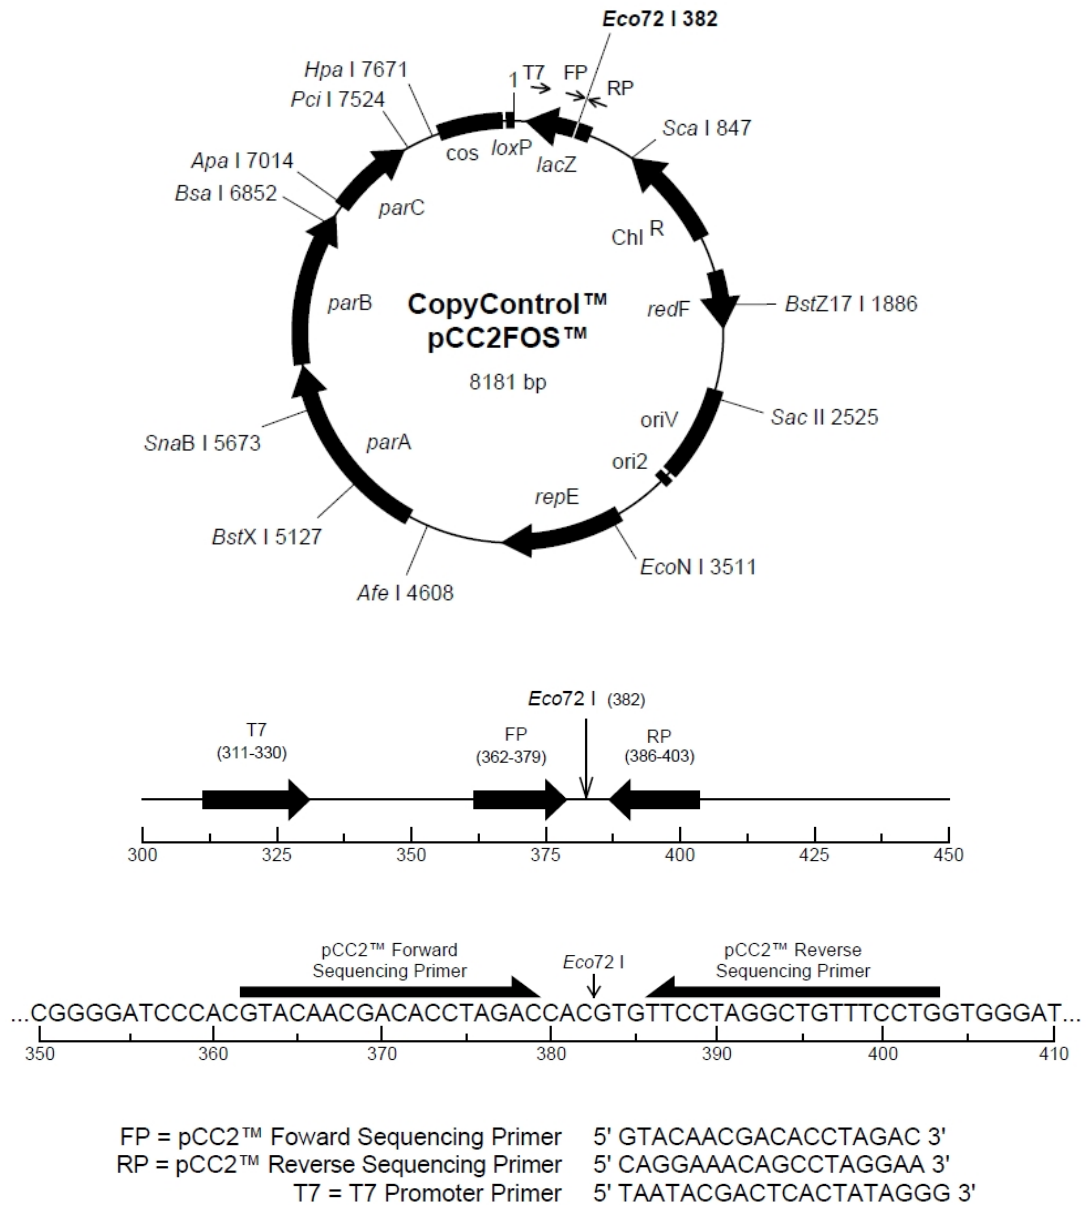 Eco72 I 382
Hpa I 7671
1 T7 FP
RP
Pci I 7524
Sca I 847
cos loxP
lacZ
Apa I 7014
Bsa I 6852
parC
Chl R
parB
CopyControl™
pCC2FOS™
redF
BstZ17 I 1886
8181 bp
oriV
Sac II 2525
SnaB I 5673
parA
ori2
repE
BstX I 5127
EcoN I 3511
Afe I 4608
Eco72 I (382)
T7
(311-330)
FP
(362-379)
RP
(386-403)
300 325 350 375 400 425 450
pCC2™ Forward
Sequencing Primer
Eco72 I
pCC2™ Reverse
Sequencing Primer
...CGGGGATCCCACGTACAACGACACCTAGACCACGTGTTCCTAGGCTGTTTCCTGGTGGGAT...
350 360 370 380 390 400 410
FP = pCC2™ Foward Sequencing Primer 5' GTACAACGACACCTAGAC 3'
RP = pCC2™ Reverse Sequencing Primer 5' CAGGAAACAGCCTAGGAA 3'
T7 = T7 Promoter Primer 5' TAATACGACTCACTATAGGG 3'